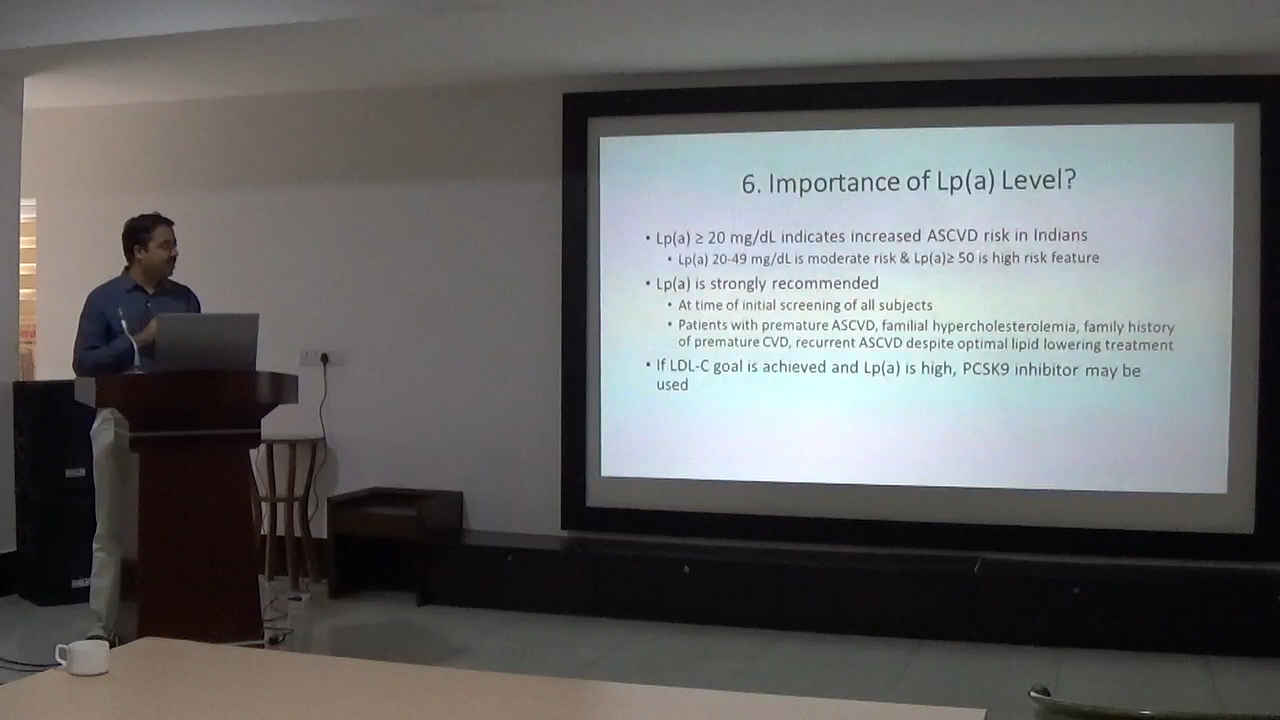 6. Importance of Lp(a) Level?
• Lp(a) ≥ 20 mg/dL indicates increased ASCVD risk in Indians
• Lp(a) 20-49 mg/dL is moderate risk & Lp(a)≥ 50 is high risk feature
• Lp(a) is strongly recommended
• At time of initial screening of all subjects
• Patients with premature ASCVD, familial hypercholesterolemia, family history
of premature CVD, recurrent ASCVD despite optimal lipid lowering treatment
• If LDL-C goal is achieved and Lp(a) is high, PCSK9 inhibitor may be
used